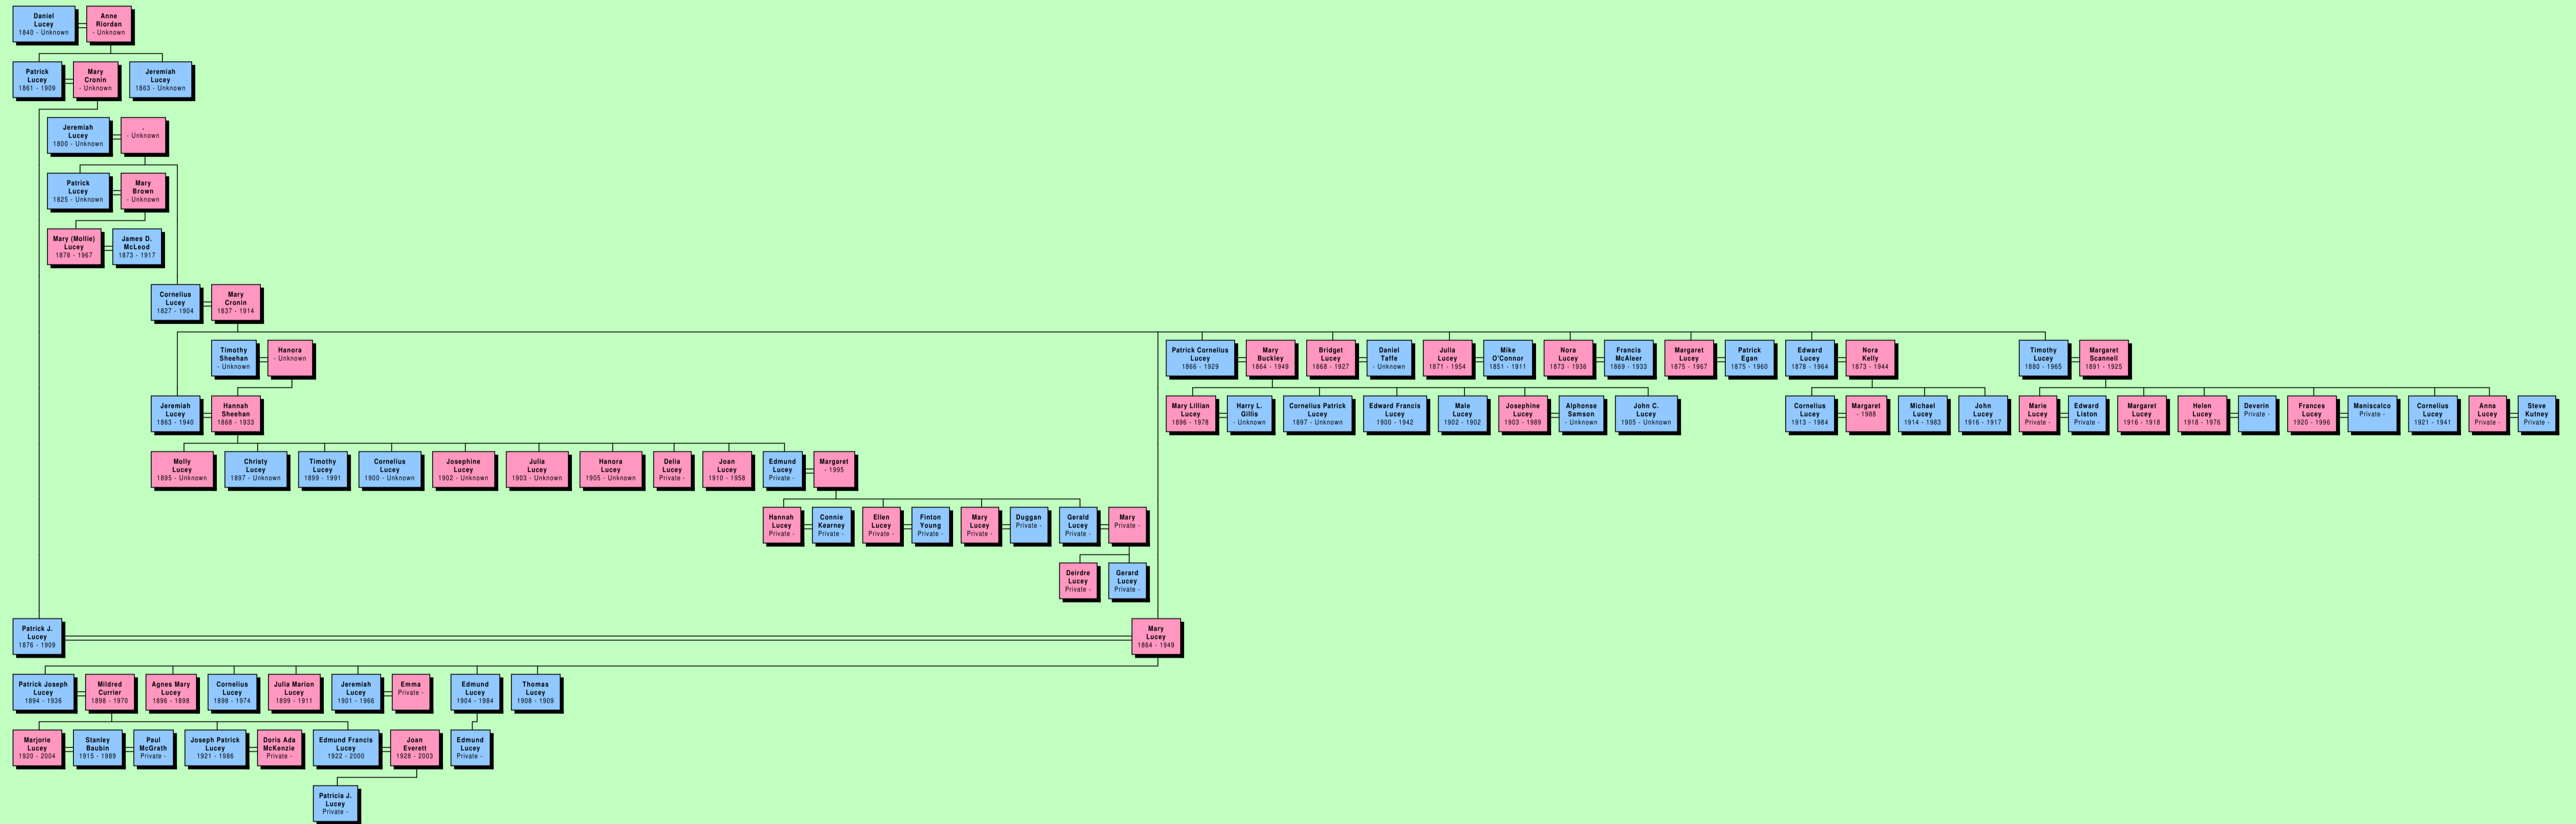 Daniel
Lucey
1840 - Unknown
Anne
Riordan
- Unknown
Patrick
Lucey
1861 - 1909
Mary
Cronin
- Unknown
Jeremiah
Lucey
1863 - Unknown
Jeremiah
Lucey
1800 - Unknown
.
- Unknown
Patrick
Lucey
1825 - Unknown
Mary
Brown
- Unknown
Mary (Mollie)
Lucey
1878 - 1967
James D.
McLeod
1873 - 1917
Cornelius
Lucey
1827 - 1904
Mary
Cronin
1837 - 1914
Timothy
Sheehan
- Unknown
Hanora
- Unknown
Patrick Cornelius
Lucey
1866 - 1929
Mary
Buckley
1864 - 1949
Bridget
Lucey
1868 - 1927
Daniel
Taffe
- Unknown
Julia
Lucey
1871 - 1954
Mike
O'Connor
1851 - 1911
Nora
Lucey
1873 - 1936
Francis
McAleer
1869 - 1933
Margaret
Lucey
1875 - 1967
Patrick
Egan
1875 - 1960
Edward
Lucey
1878 - 1964
Nora
Kelly
1873 - 1944
Timothy
Lucey
1880 - 1965
Margaret
Scannell
1891 - 1925
Jeremiah
Lucey
1863 - 1940
Hannah
Sheehan
1868 - 1933
Mary Lillian
Lucey
1896 - 1978
Harry L.
Gillis
- Unknown
Cornelius Patrick
Lucey
1897 - Unknown
Edward Francis
Lucey
1900 - 1942
Male
Lucey
1902 - 1902
Josephine
Lucey
1903 - 1989
Alphonse
Samson
- Unknown
John C.
Lucey
1905 - Unknown
Cornelius
Lucey
1913 - 1984
Margaret
- 1988
Michael
Lucey
1914 - 1983
John
Lucey
1916 - 1917
Marie
Lucey
Private -
Edward
Liston
Private -
Margaret
Lucey
1916 - 1918
Helen
Lucey
1918 - 1976
Deverin
Private -
Frances
Lucey
1920 - 1996
Maniscalco
Private -
Cornelius
Lucey
1921 - 1941
Anna
Lucey
Private -
Steve
Kutney
Private -
Molly
Lucey
1895 - Unknown
Christy
Lucey
1897 - Unknown
Timothy
Lucey
1899 - 1991
Cornelius
Lucey
1900 - Unknown
Josephine
Lucey
1902 - Unknown
Julia
Lucey
1903 - Unknown
Hanora
Lucey
1905 - Unknown
Delia
Lucey
Private -
Joan
Lucey
1910 - 1958
Edmund
Lucey
Private -
Margaret
- 1995
Hannah
Lucey
Private -
Connie
Kearney
Private -
Ellen
Lucey
Private -
Finton
Young
Private -
Mary
Lucey
Private -
Duggan
Private -
Gerald
Lucey
Private -
Mary
Private -
Deirdre
Lucey
Private -
Gerard
Lucey
Private -
Patrick J.
Lucey
1876 - 1909
Mary
Lucey
1864 - 1949
Patrick Joseph
Lucey
1894 - 1936
Mildred
Currier
1898 - 1970
Agnes Mary
Lucey
1896 - 1898
Cornelius
Lucey
1898 - 1974
Julia Marion
Lucey
1899 - 1911
Jeremiah
Lucey
1901 - 1966
Emma
Private -
Edmund
Lucey
1904 - 1984
Thomas
Lucey
1908 - 1909
Marjorie
Lucey
1920 - 2004
Stanley
Baubin
1915 - 1989
Paul
McGrath
Private -
Joseph Patrick
Lucey
1921 - 1986
Doris Ada
McKenzie
Private -
Edmund Francis
Lucey
1922 - 2000
Joan
Everett
1928 - 2003
Edmund
Lucey
Private -
Patricia J.
Lucey
Private -